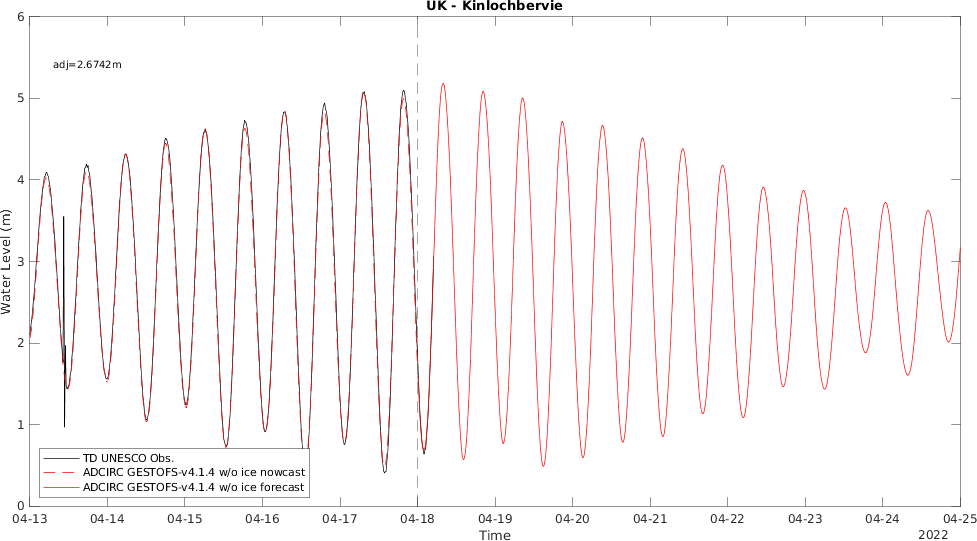 UK - Kinlochbervie
adj=2.6742m
Water Level (m)
6
5
4
3
2
1
0
TD UNESCO Obs.
ADCIRC GESTOFS-v4.1.4 w/o ice nowcast
ADCIRC GESTOFS-v4.1.4 w/o ice forecast
04-13 04-14 04-15 04-16 04-17 04-18 04-19 04-20 04-21 04-22 04-23 04-24 04-25
Time
2022